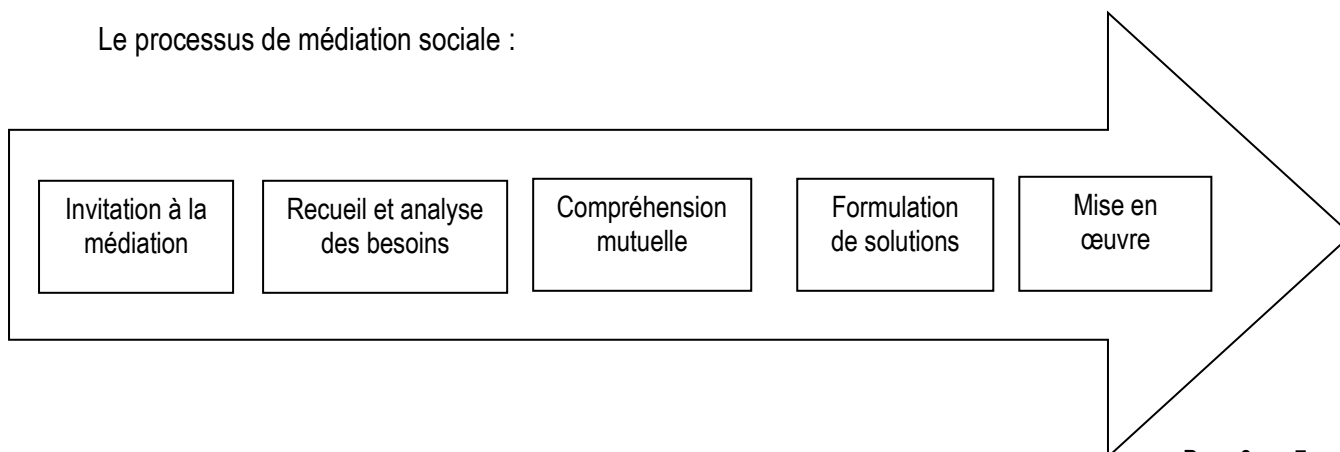 Le processus de médiation sociale :
Invitation à la
médiation
Recueil et analyse
des besoins
Compréhension
mutuelle
Formulation
de solutions
Mise en
œuvre